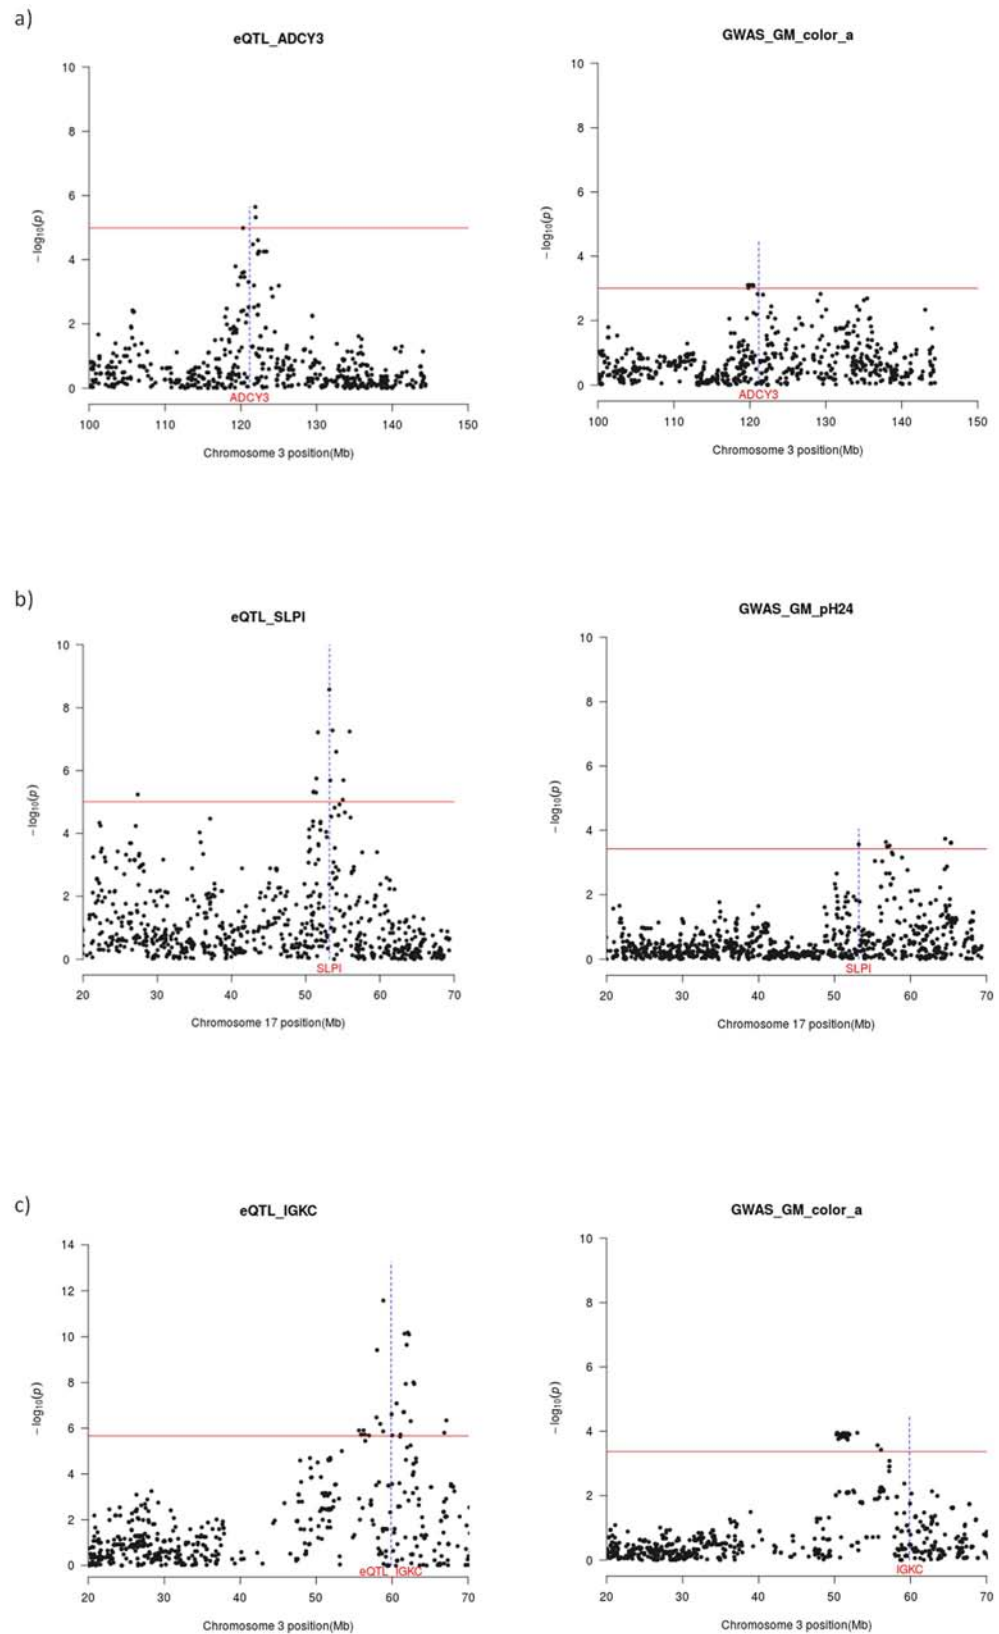 a)
eQTL_ADCY3
10
8
6
4
2
0
−log10(p)
ADCY3
100 110 120 130 140 150
Chromosome 3 position(Mb)
GWAS_GM_color_a
10
8
6
4
2
0
−log10(p)
ADCY3
100 110 120 130 140 150
Chromosome 3 position(Mb)
b)
eQTL_SLPI
10
8
6
4
2
0
−log10(p)
SLPI
20 30 40 50 60 70
Chromosome 17 position(Mb)
GWAS_GM_pH24
10
8
6
4
2
0
−log10(p)
SLPI
20 30 40 50 60 70
Chromosome 17 position(Mb)
c)
eQTL_IGKC
14
12
10
8
6
4
2
0
−log10(p)
eQTL_IGKC
20 30 40 50 60 70
Chromosome 3 position(Mb)
GWAS_GM_color_a
10
8
6
4
2
0
−log10(p)
IGKC
20 30 40 50 60 70
Chromosome 3 position(Mb)